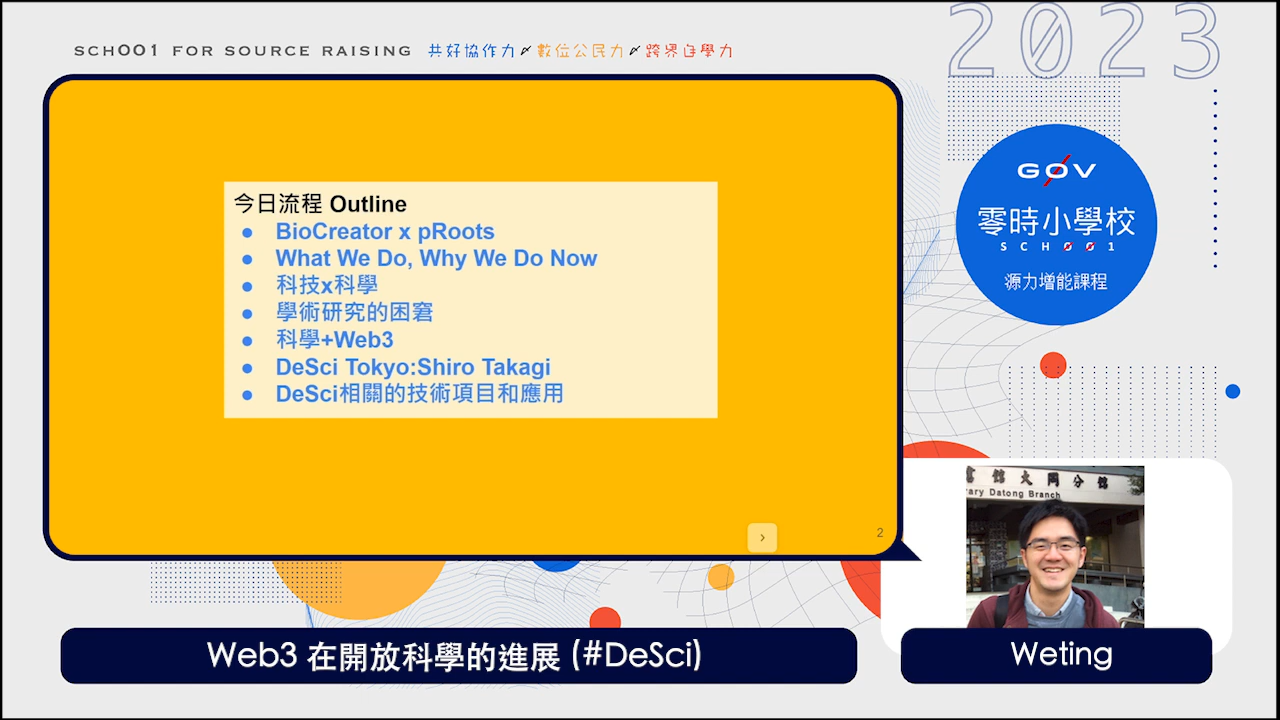 SCH001 FOR SOURCE RAISING 共好協作力 數位公民力 跨界自學力
2023
G0V
零時小學校
SCH001
源力增能課程
今日流程 Outline
● BioCreator x pRoots
● What We Do, Why We Do Now
● 科技x科學
● 學術研究的困窘
● 科學+Web3
● DeSci Tokyo:Shiro Takagi
● DeSci相關的技術項目和應用
2
館大同分館
ary Datong Branch
Web3 在開放科學的進展 (#DeSci)
Weting